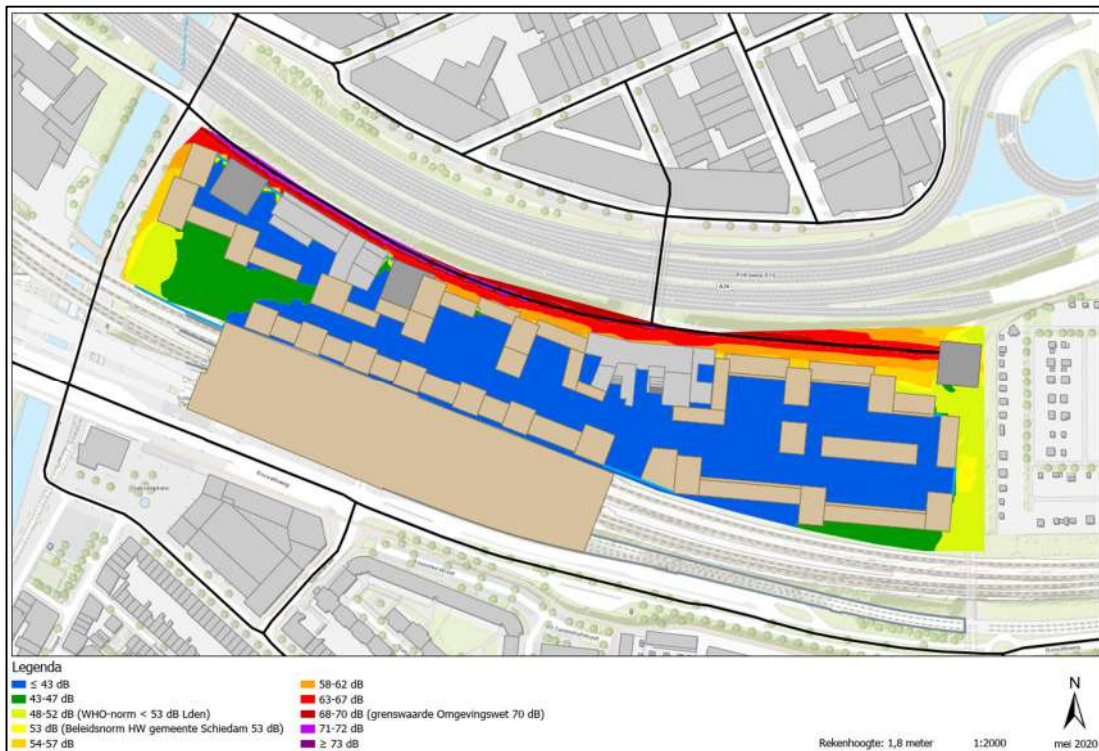 A20
Legenda
≤ 43 dB
43-47 dB
48-52 dB (WHO-norm < 53 dB Lden)
53 dB (Beleidsnorm HW gemeente Schiedam 53 dB)
54-57 dB
58-62 dB
63-67 dB
68-70 dB (grenswaarde Omgevingswet 70 dB)
71-72 dB
≥ 73 dB
Rekenhoogte: 1,8 meter
1:2000
N
mei 2020